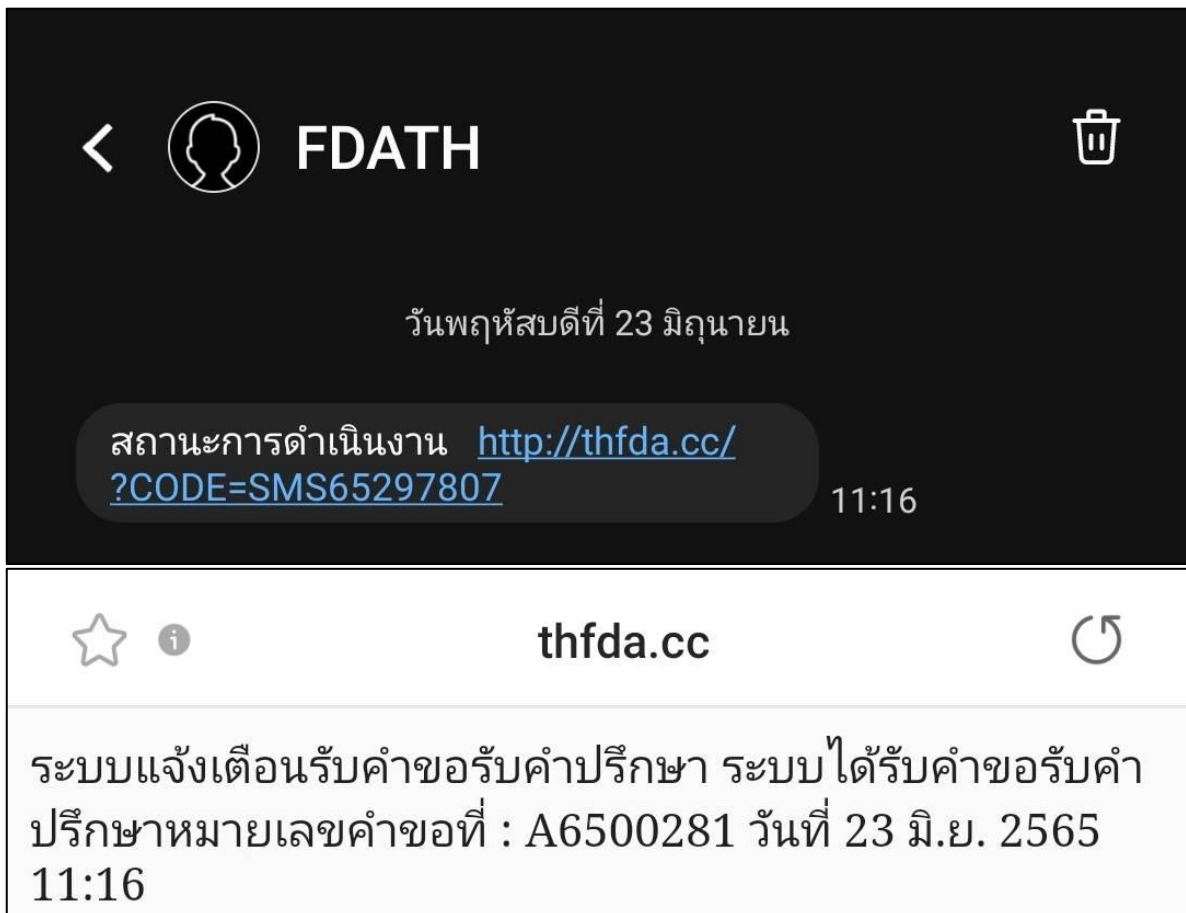 FDATH
วันพฤหัสบดีที่ 23 มิถุนายน
สถานะการดำเนินงาน http://thfda.cc/
?CODE=SMS65297807
11:16
thfda.cc
ระบบแจ้งเตือนรับคำขอรับคำปรึกษา ระบบได้รับคำขอรับคำ
ปรึกษาหมายเลขคำขอที่ : A6500281 วันที่ 23 มิ.ย. 2565
11:16